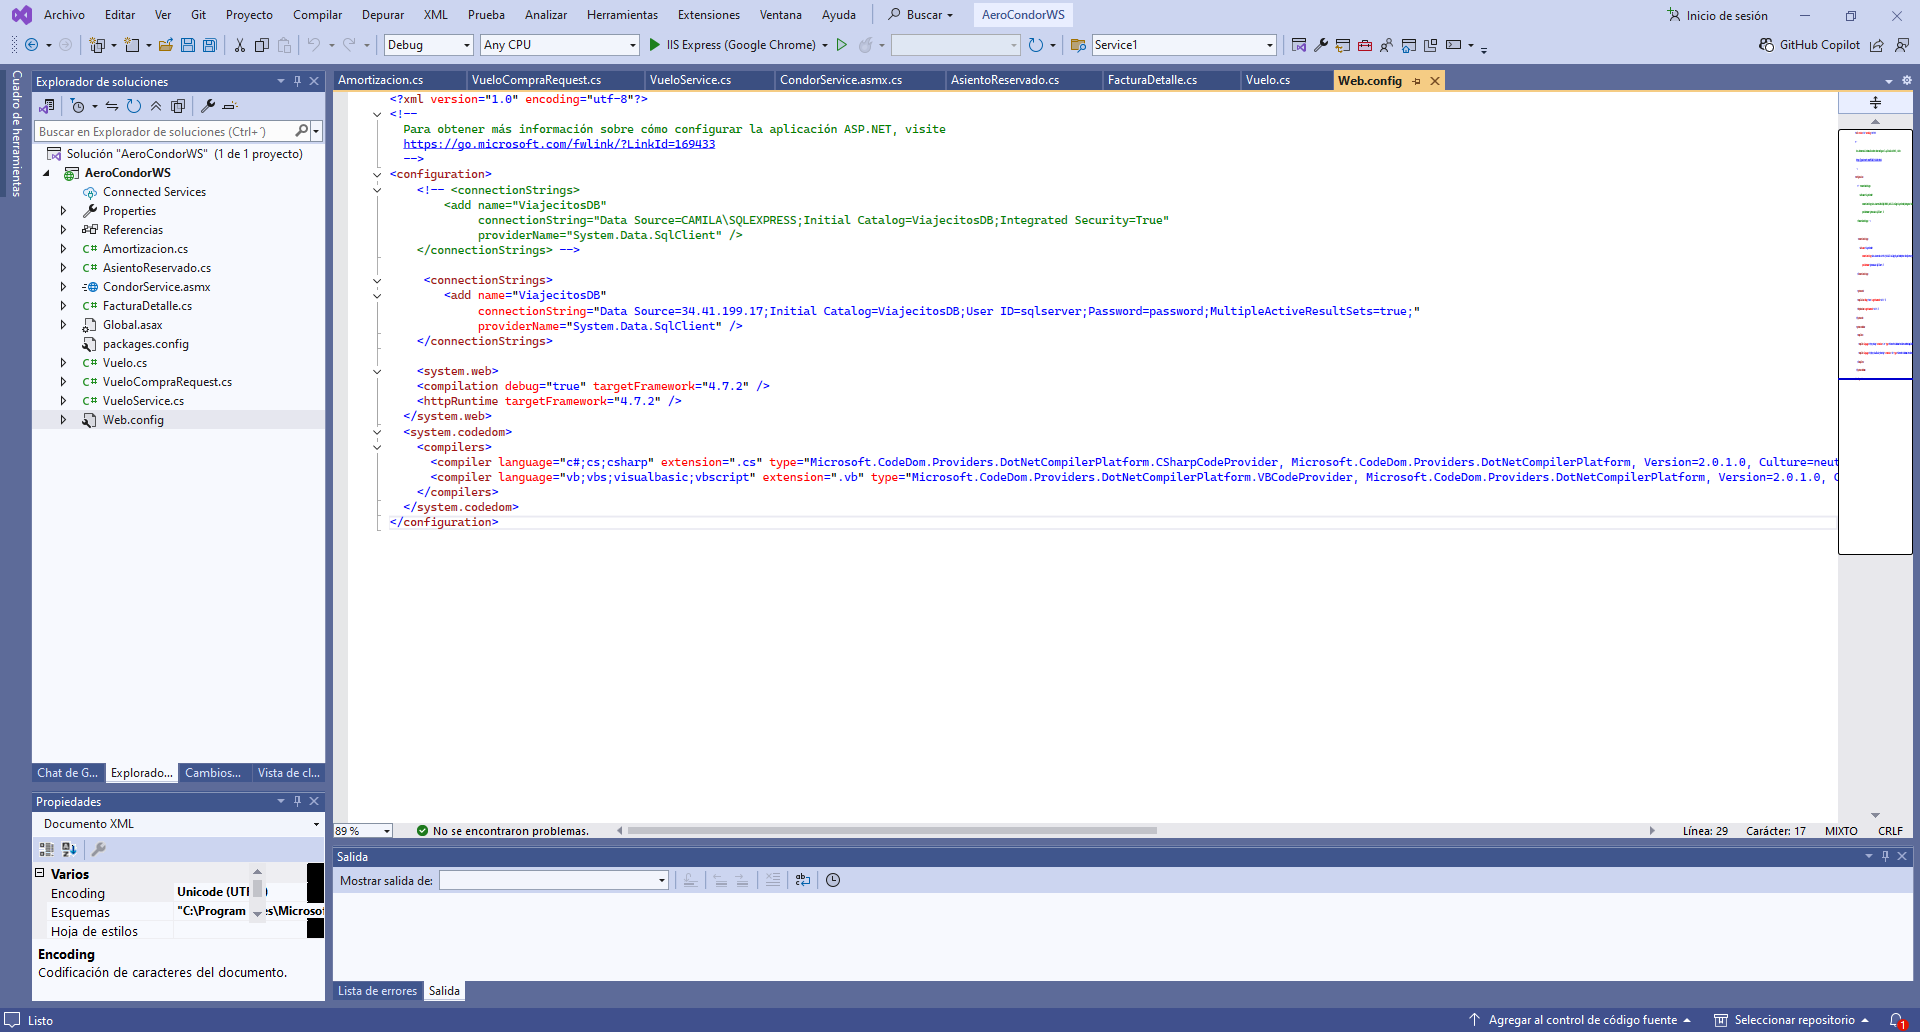 Archivo Editar Ver Git Proyecto Compilar Depurar XML Prueba Analizar Herramientas Extensiones Ventana Ayuda Buscar AeroCondorWS Inicio de sesión
Debug Any CPU IIS Express (Google Chrome) Service1 GitHub Copilot
Cuadro de herramientas
Explorador de soluciones
Buscar en Explorador de soluciones (Ctrl+´)
Solución "AeroCondorWS" (1 de 1 proyecto)
AeroCondorWS
Connected Services
Properties
Referencias
C# Amortizacion.cs
C# AsientoReservado.cs
CondorService.asmx
C# FacturaDetalle.cs
Global.asax
packages.config
C# Vuelo.cs
C# VueloCompraRequest.cs
C# VueloService.cs
Web.config
Chat de G... Explorado... Cambios... Vista de cl...
Propiedades
Documento XML
Varios
Encoding Unicode (UTF )
Esquemas "C:\Program es\Microsof
Hoja de estilos
Encoding
Codificación de caracteres del documento.
Amortizacion.cs VueloCompraRequest.cs VueloService.cs CondorService.asmx.cs AsientoReservado.cs FacturaDetalle.cs Vuelo.cs Web.config
<?xml version="1.0" encoding="utf-8"?>
<!--
Para obtener más información sobre cómo configurar la aplicación ASP.NET, visite
https://go.microsoft.com/fwlink/?LinkId=169433
-->
<configuration>
<!-- <connectionStrings>
<add name="ViajecitosDB"
connectionString="Data Source=CAMILA\SQLEXPRESS;Initial Catalog=ViajecitosDB;Integrated Security=True"
providerName="System.Data.SqlClient" />
</connectionStrings> -->
<connectionStrings>
<add name="ViajecitosDB"
connectionString="Data Source=34.41.199.17;Initial Catalog=ViajecitosDB;User ID=sqlserver;Password=password;MultipleActiveResultSets=true;"
providerName="System.Data.SqlClient" />
</connectionStrings>
<system.web>
<compilation debug="true" targetFramework="4.7.2" />
<httpRuntime targetFramework="4.7.2" />
</system.web>
<system.codedom>
<compilers>
<compiler language="c#;cs;csharp" extension=".cs" type="Microsoft.CodeDom.Providers.DotNetCompilerPlatform.CSharpCodeProvider, Microsoft.CodeDom.Providers.DotNetCompilerPlatform, Version=2.0.1.0, Culture=neut
<compiler language="vb;vbs;visualbasic;vbscript" extension=".vb" type="Microsoft.CodeDom.Providers.DotNetCompilerPlatform.VBCodeProvider, Microsoft.CodeDom.Providers.DotNetCompilerPlatform, Version=2.0.1.0, C
</compilers>
</system.codedom>
</configuration>
89 % No se encontraron problemas. Línea: 29 Carácter: 17 MIXTO CRLF
Salida
Mostrar salida de:
Lista de errores Salida
Listo Agregar al control de código fuente Seleccionar repositorio 1